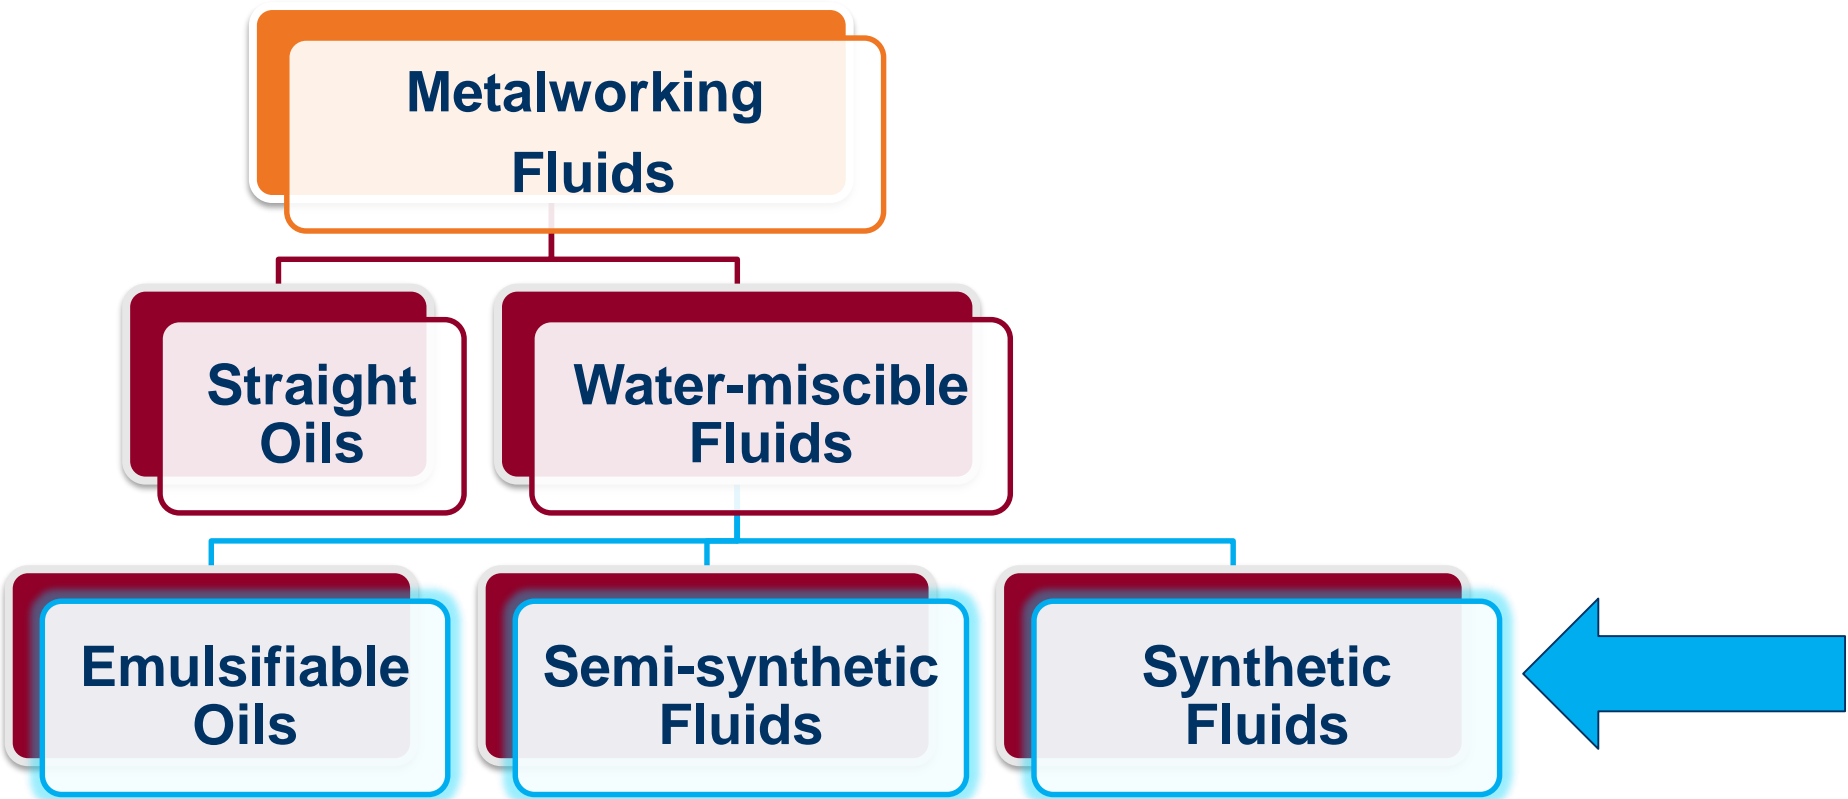 Metalworking
Fluids
Straight
Oils
Water-miscible
Fluids
Emulsifiable
Oils
Semi-synthetic
Fluids
Synthetic
Fluids